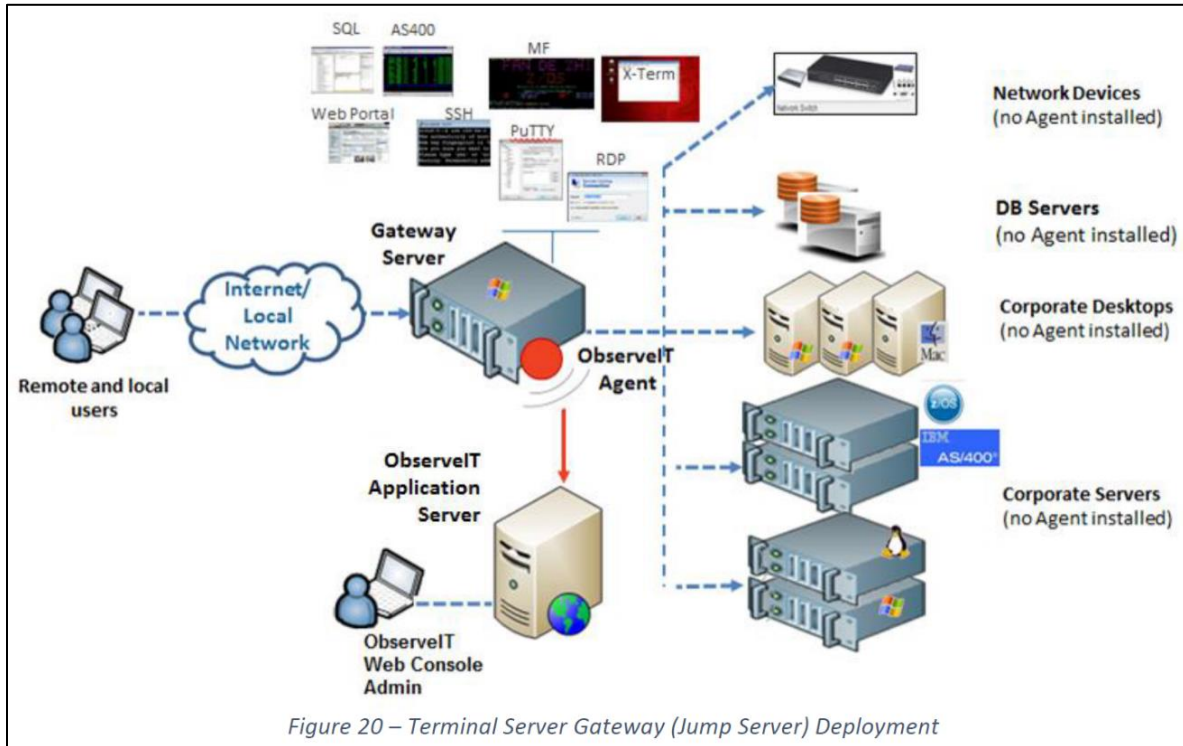 SQL
AS400
MF
X-Term
Web Portal
SSH
PuTTY
RDP
Network Switch
Network Devices
(no Agent installed)
DB Servers
(no Agent installed)
Gateway
Server
Internet/
Local
Network
Remote and local
users
ObserveIT
Agent
Corporate Desktops
(no Agent installed)
Mac
z/OS
IBM
AS/400®
Corporate Servers
(no Agent installed)
ObserveIT
Application
Server
ObserveIT
Web Console
Admin
Figure 20 – Terminal Server Gateway (Jump Server) Deployment